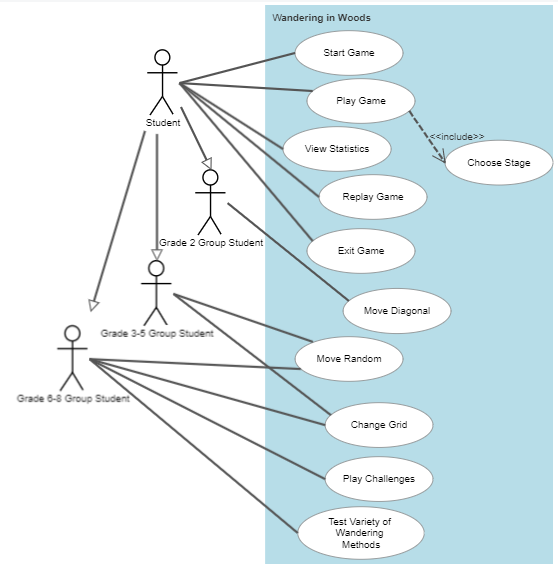 Wandering in Woods
Start Game
Play Game
<<include>>
Student
View Statistics
Choose Stage
Replay Game
Grade 2 Group Student
Exit Game
Move Diagonal
Grade 3-5 Group Student
Move Random
Grade 6-8 Group Student
Change Grid
Play Challenges
Test Variety of
Wandering
Methods